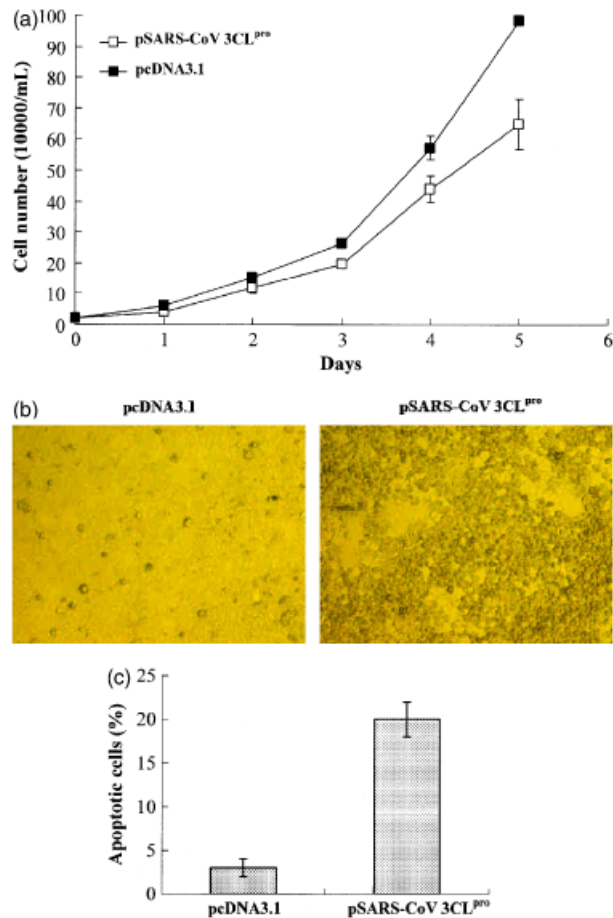 (a)
pSARS-CoV 3CLpro
pcDNA3.1
Cell number (10000/mL)
100
90
80
70
60
50
40
30
20
10
0
0 1 2 3 4 5 6
Days
(b)
pcDNA3.1 pSARS-CoV 3CLpro
(c)
Apoptotic cells (%)
25
20
15
10
5
0
pcDNA3.1 pSARS-CoV 3CLpro